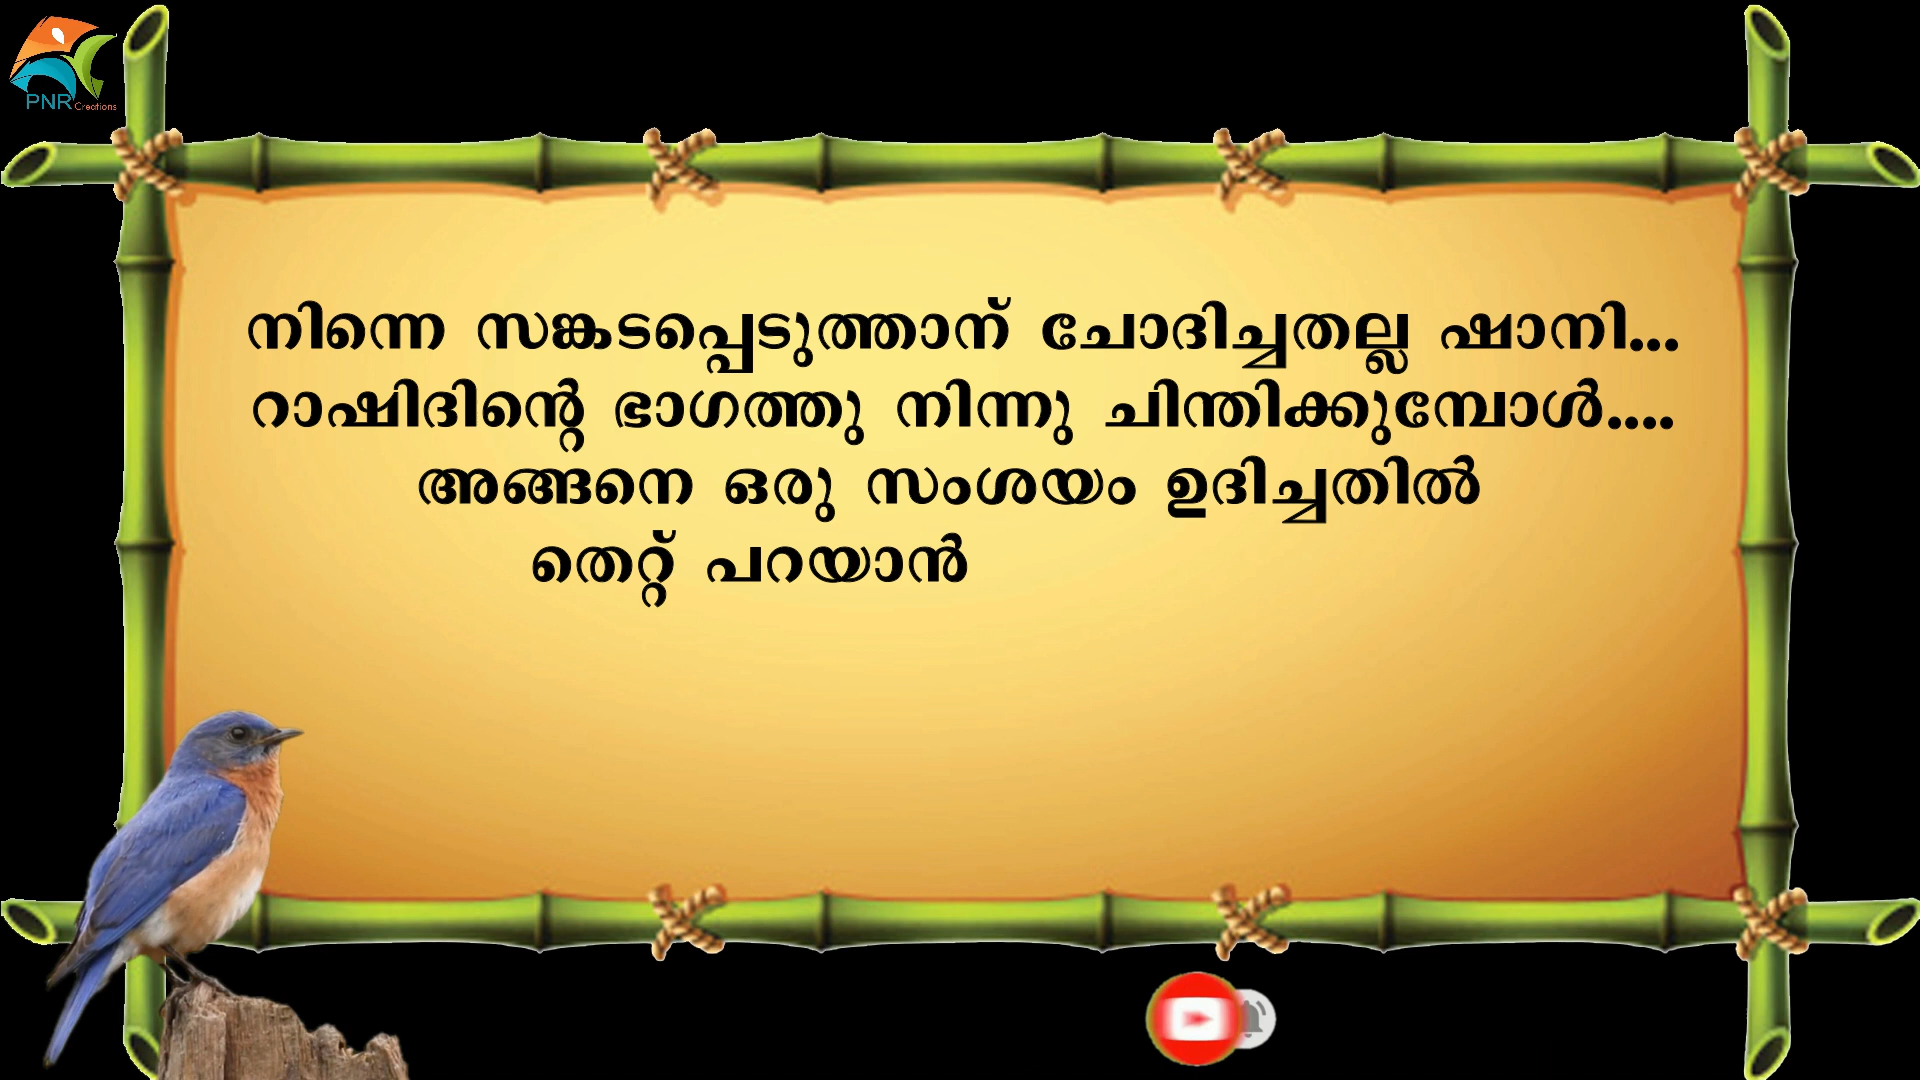 PNR Creations
നിന്നെ സങ്കടപ്പെടുത്താന് ചോദിച്ചതല്ല ഷാനി...
റാഷിദിന്റെ ഭാഗത്തു നിന്നു ചിന്തിക്കുമ്പോൾ....
അങ്ങനെ ഒരു സംശയം ഉദിച്ചതിൽ
തെറ്റ് പറയാൻ